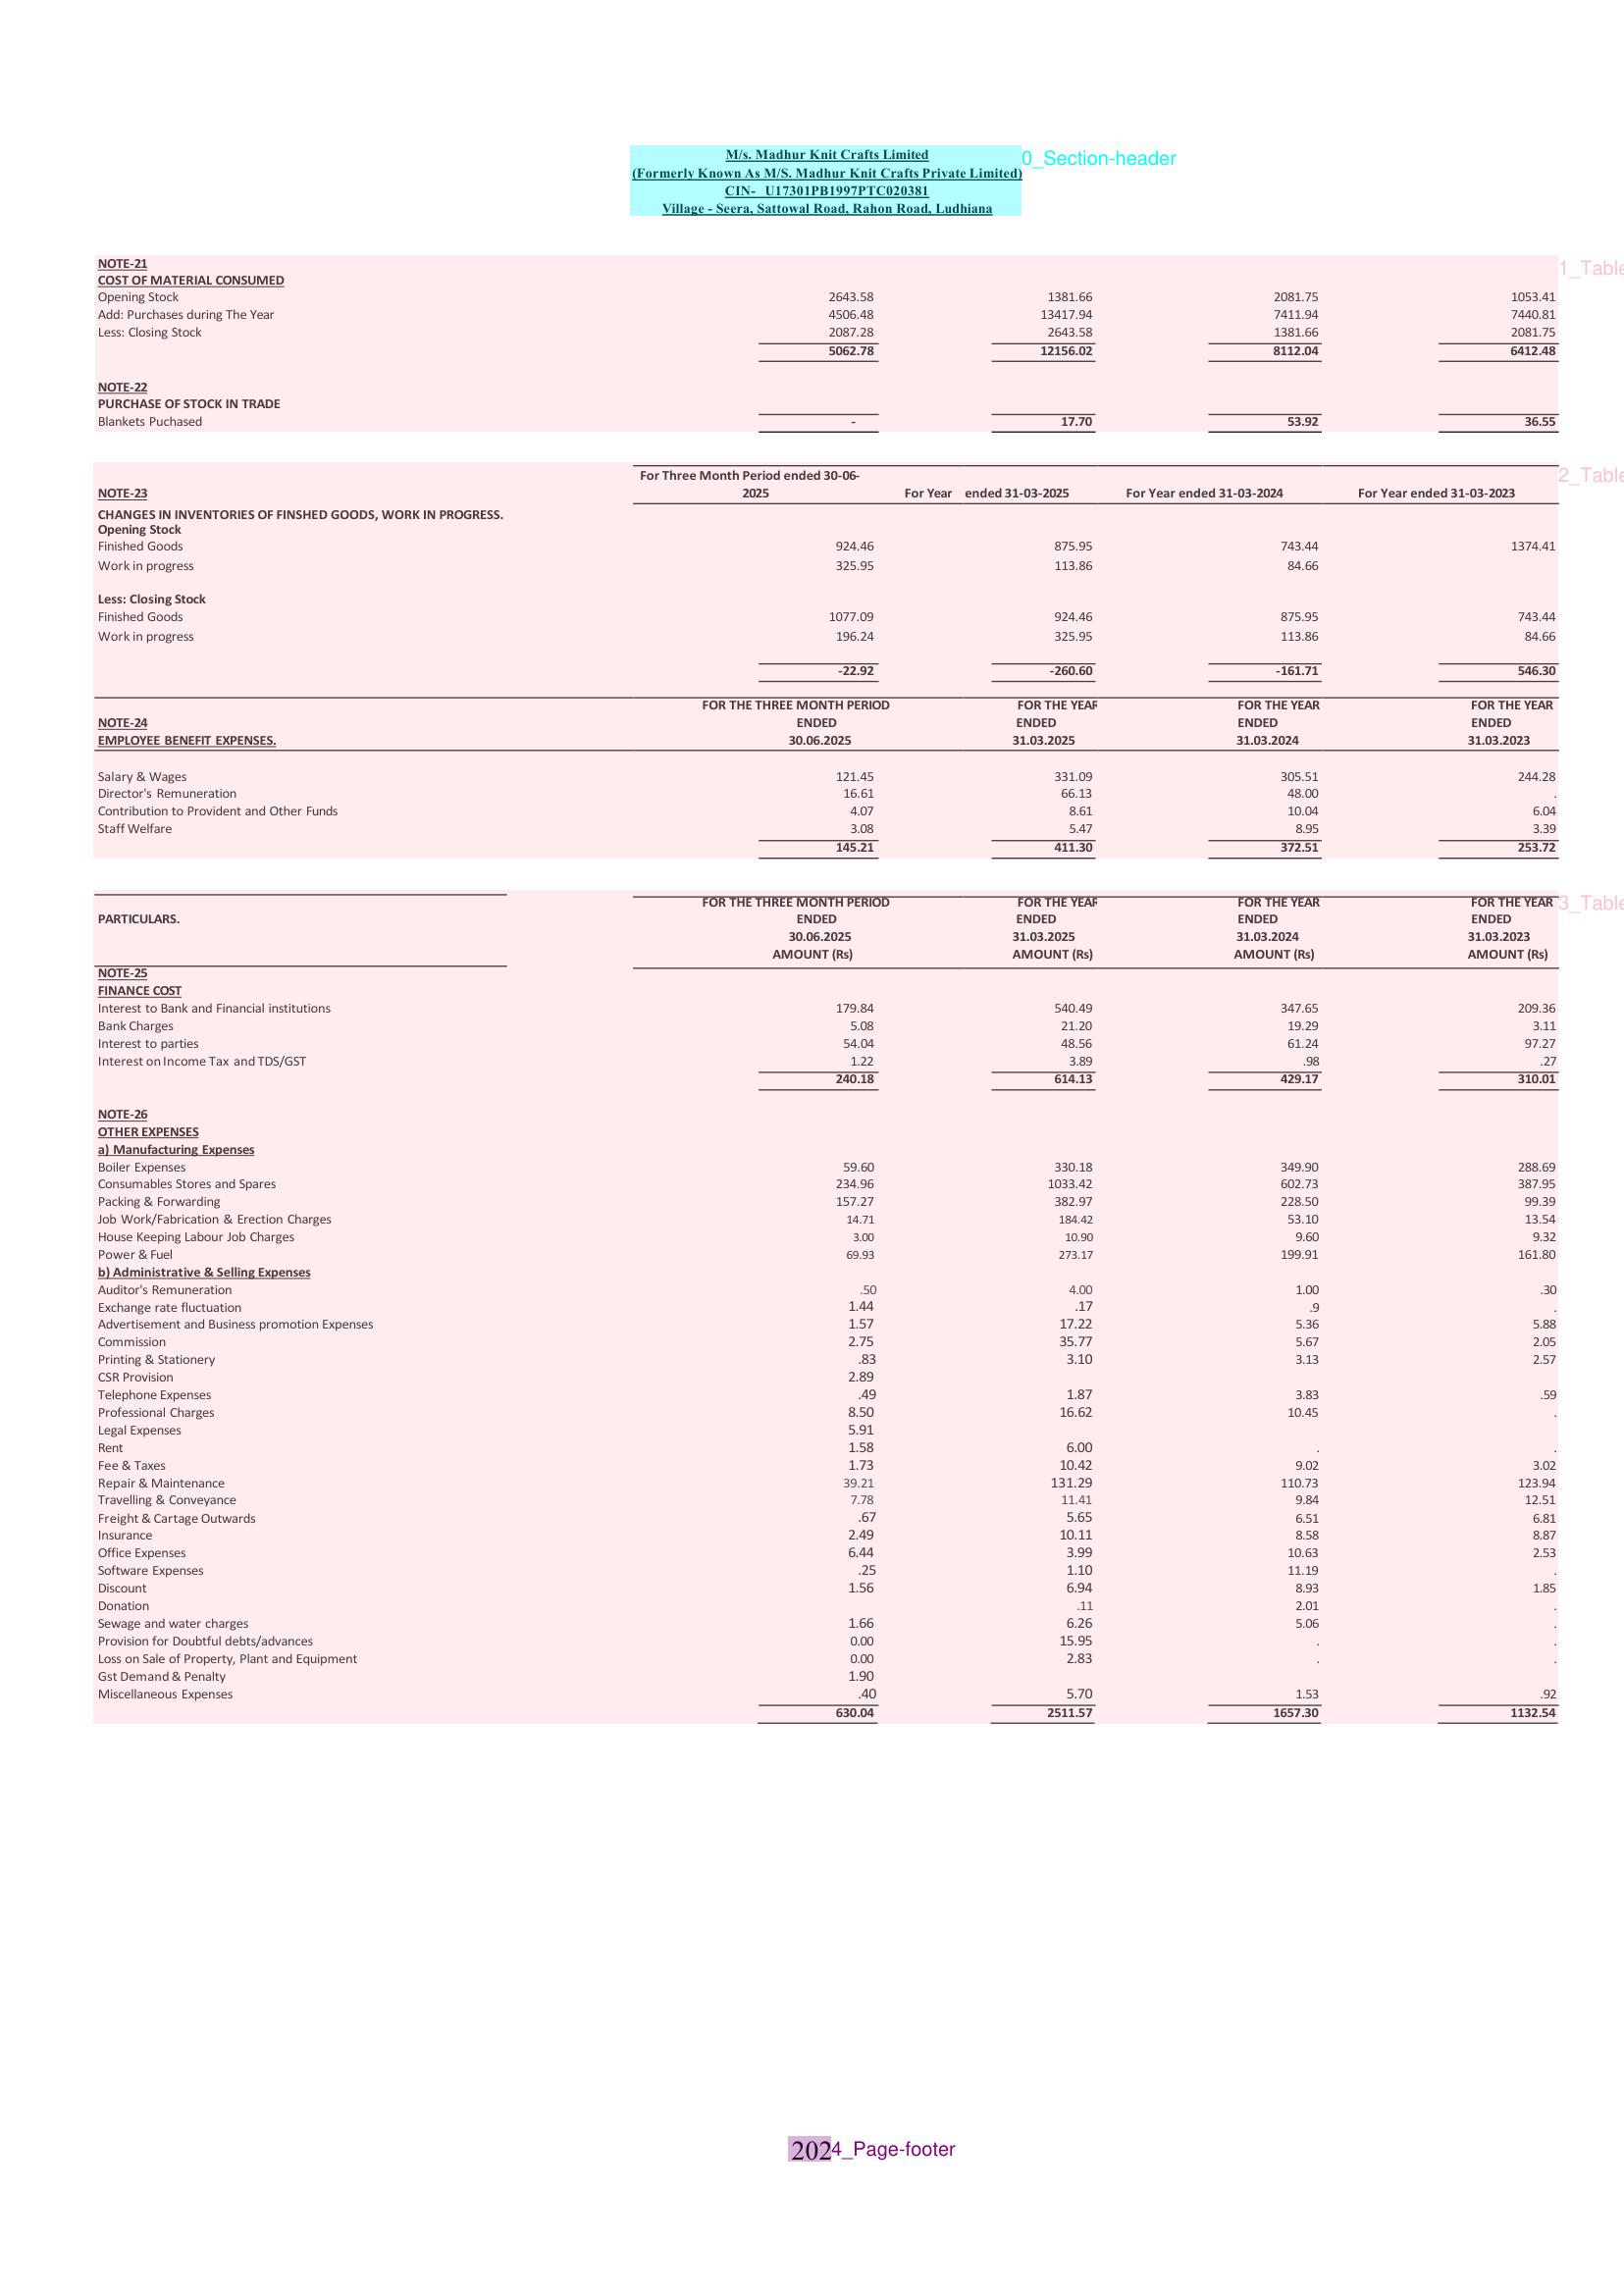 M/s. Madhur Knit Crafts Limited
0_Section-header
(Formerly Known As M/S. Madhur Knit Crafts Private Limited)
CIN- U17301PB1997PTC020381
Village - Seera, Sattowal Road, Rahon Road, Ludhiana
NOTE-21
1_Table
COST OF MATERIAL CONSUMED
Opening Stock 2643.58 1381.66 2081.75 1053.41
Add: Purchases during The Year 4506.48 13417.94 7411.94 7440.81
Less: Closing Stock 2087.28 2643.58 1381.66 2081.75
5062.78 12156.02 8112.04 6412.48
NOTE-22
PURCHASE OF STOCK IN TRADE
Blankets Puchased - 17.70 53.92 36.55
2_Table
For Three Month Period ended 30-06-
NOTE-23 2025 For Year ended 31-03-2025 For Year ended 31-03-2024 For Year ended 31-03-2023
CHANGES IN INVENTORIES OF FINSHED GOODS, WORK IN PROGRESS.
Opening Stock
Finished Goods 924.46 875.95 743.44 1374.41
Work in progress 325.95 113.86 84.66
Less: Closing Stock
Finished Goods 1077.09 924.46 875.95 743.44
Work in progress 196.24 325.95 113.86 84.66
-22.92 -260.60 -161.71 546.30
FOR THE THREE MONTH PERIOD FOR THE YEAR FOR THE YEAR FOR THE YEAR
NOTE-24 ENDED ENDED ENDED ENDED
EMPLOYEE BENEFIT EXPENSES. 30.06.2025 31.03.2025 31.03.2024 31.03.2023
Salary & Wages 121.45 331.09 305.51 244.28
Director's Remuneration 16.61 66.13 48.00 .
Contribution to Provident and Other Funds 4.07 8.61 10.04 6.04
Staff Welfare 3.08 5.47 8.95 3.39
145.21 411.30 372.51 253.72
FOR THE THREE MONTH PERIOD FOR THE YEAR FOR THE YEAR FOR THE YEAR
3_Table
PARTICULARS. ENDED ENDED ENDED ENDED
30.06.2025 31.03.2025 31.03.2024 31.03.2023
AMOUNT (Rs) AMOUNT (Rs) AMOUNT (Rs) AMOUNT (Rs)
NOTE-25
FINANCE COST
Interest to Bank and Financial institutions 179.84 540.49 347.65 209.36
Bank Charges 5.08 21.20 19.29 3.11
Interest to parties 54.04 48.56 61.24 97.27
Interest on Income Tax and TDS/GST 1.22 3.89 .98 .27
240.18 614.13 429.17 310.01
NOTE-26
OTHER EXPENSES
a) Manufacturing Expenses
Boiler Expenses 59.60 330.18 349.90 288.69
Consumables Stores and Spares 234.96 1033.42 602.73 387.95
Packing & Forwarding 157.27 382.97 228.50 99.39
Job Work/Fabrication & Erection Charges 14.71 184.42 53.10 13.54
House Keeping Labour Job Charges 3.00 10.90 9.60 9.32
Power & Fuel 69.93 273.17 199.91 161.80
b) Administrative & Selling Expenses
Auditor's Remuneration .50 4.00 1.00 .30
Exchange rate fluctuation 1.44 .17 .9 .
Advertisement and Business promotion Expenses 1.57 17.22 5.36 5.88
Commission 2.75 35.77 5.67 2.05
Printing & Stationery .83 3.10 3.13 2.57
CSR Provision 2.89
Telephone Expenses .49 1.87 3.83 .59
Professional Charges 8.50 16.62 10.45 .
Legal Expenses 5.91
Rent 1.58 6.00 . .
Fee & Taxes 1.73 10.42 9.02 3.02
Repair & Maintenance 39.21 131.29 110.73 123.94
Travelling & Conveyance 7.78 11.41 9.84 12.51
Freight & Cartage Outwards .67 5.65 6.51 6.81
Insurance 2.49 10.11 8.58 8.87
Office Expenses 6.44 3.99 10.63 2.53
Software Expenses .25 1.10 11.19 .
Discount 1.56 6.94 8.93 1.85
Donation .11 2.01 .
Sewage and water charges 1.66 6.26 5.06 .
Provision for Doubtful debts/advances 0.00 15.95 . .
Loss on Sale of Property, Plant and Equipment 0.00 2.83 . .
Gst Demand & Penalty 1.90
Miscellaneous Expenses .40 5.70 1.53 .92
630.04 2511.57 1657.30 1132.54
202
4_Page-footer